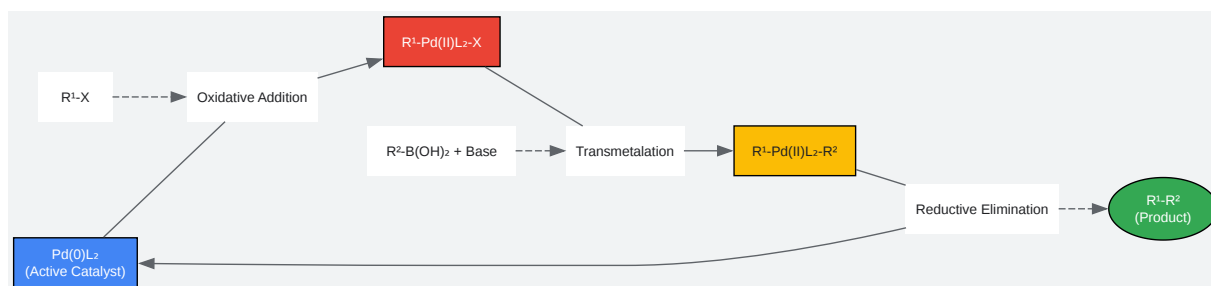 R¹-Pd(II)L₂-X
R¹-X
Oxidative Addition
R²-B(OH)₂ + Base
Transmetalation
R¹-Pd(II)L₂-R²
Reductive Elimination
R¹-R²
(Product)
Pd(0)L₂
(Active Catalyst)